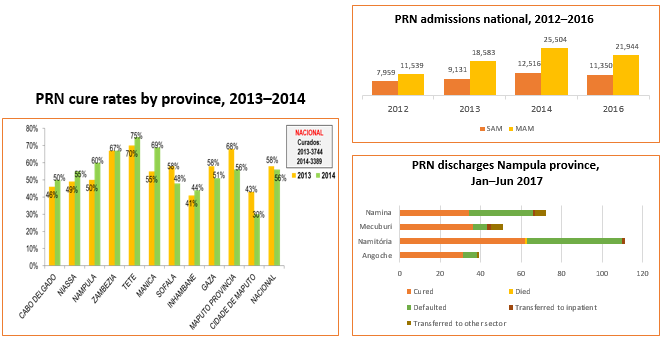 PRN cure rates by province, 2013–2014
80%
70%
60%
50%
40%
30%
20%
10%
0%
NACIONAL
Curados:
2013-3744
2014-3389
2013 2014
46% 50%
49% 55%
50% 60%
67%
70% 75%
55% 69%
58% 48%
41% 44%
58% 51%
68% 56%
43% 30%
58% 56%
CABO DELGADO
NIASSA
NAMPULA
ZAMBEZIA
TETE
MANICA
SOFALA
INHAMBANE
GAZA
MAPUTO PROVINCIA
CIDADE DE MAPUTO
NACIONAL
PRN admissions national, 2012–2016
7,959 11,539
9,131 18,583
12,516 25,504
11,350 21,944
2012 2013 2014 2016
SAM MAM
PRN discharges Nampula province,
Jan–Jun 2017
Namina
Mecuburi
Namitória
Angoche
0 20 40 60 80 100 120
Cured Died
Defaulted Transferred to inpatient
Transferred to other sector